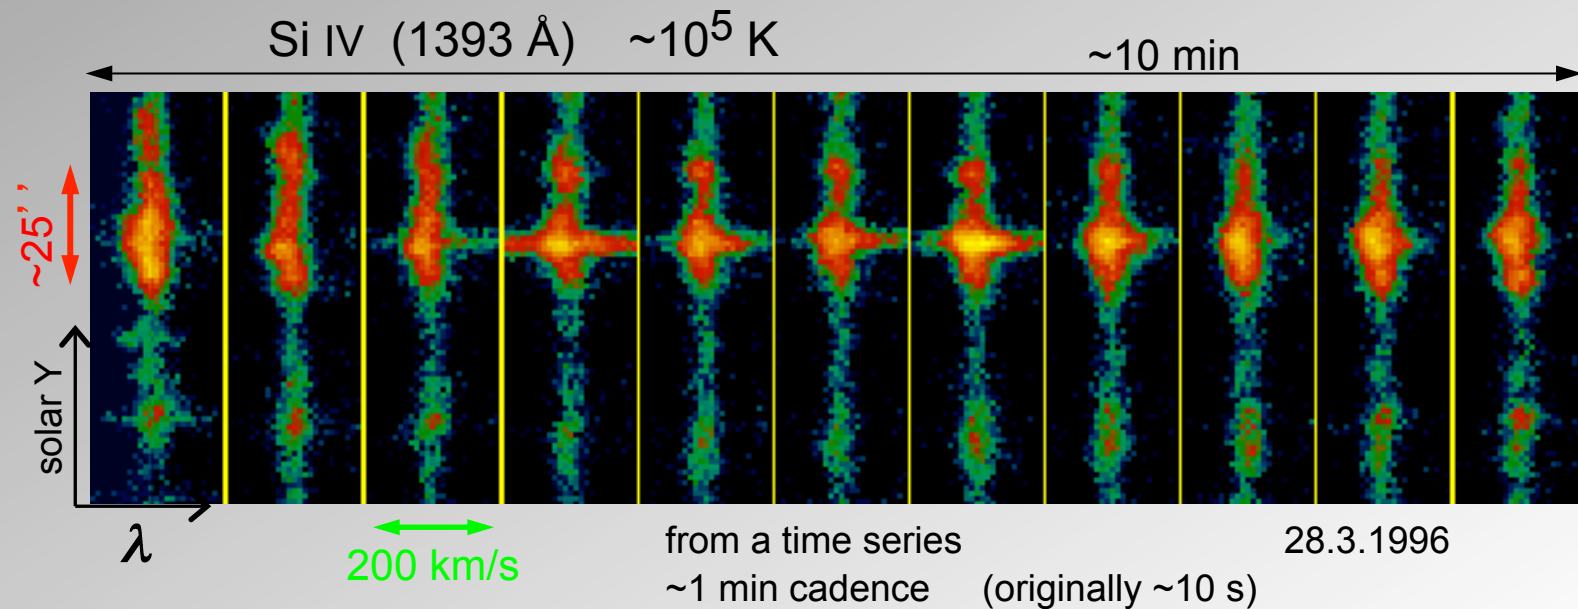 Si IV (1393 Å) ~10⁵ K
~10 min
~25’ ’
solar Y
λ
200 km/s
from a time series 28.3.1996
~1 min cadence (originally ~10 s)